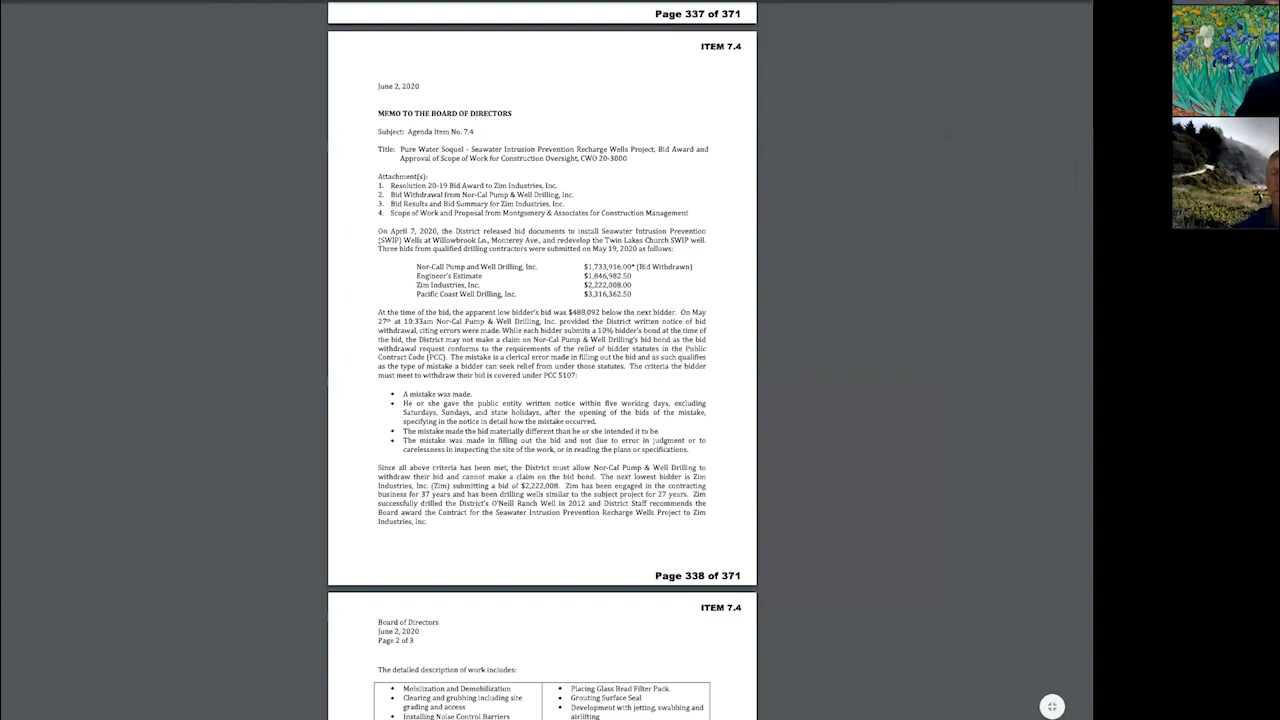 Page 337 of 371
ITEM 7.4
June 2, 2020
MEMO TO THE BOARD OF DIRECTORS
Subject: Agenda Item No. 7.4
Title: Pure Water Soquel - Seawater Intrusion Prevention Recharge Wells Project, Bid Award and
Approval of Scope of Work for Construction Oversight, CWO 20-3000
Attachment(s):
1. Resolution 20-19 Bid Award to Zim Industries, Inc.
2. Bid Withdrawal from Nor-Cal Pump & Well Drilling, Inc.
3. Bid Results and Bid Summary for Zim Industries, Inc.
4. Scope of Work and Proposal from Montgomery & Associates for Construction Management
On April 7, 2020, the District released bid documents to install Seawater Intrusion Prevention
(SWIP) Wells at Willowbrook Ln., Monterey Ave., and redevelop the Twin Lakes Church SWIP well.
Three bids from qualified drilling contractors were submitted on May 19, 2020 as follows:
Nor-Call Pump and Well Drilling, Inc. $1,733,916.00* (Bid Withdrawn)
Engineer's Estimate $1,846,982.50
Zim Industries, Inc. $2,222,008.00
Pacific Coast Well Drilling, Inc. $3,316,362.50
At the time of the bid, the apparent low bidder's bid was $488,092 below the next bidder. On May
27th at 10:33am Nor-Cal Pump & Well Drilling, Inc. provided the District written notice of bid
withdrawal, citing errors were made. While each bidder submits a 10% bidder's bond at the time of
the bid, the District may not make a claim on Nor-Cal Pump & Well Drilling's bid bond as the bid
withdrawal request conforms to the requirements of the relief of bidder statutes in the Public
Contract Code (PCC). The mistake is a clerical error made in filling out the bid and as such qualifies
as the type of mistake a bidder can seek relief from under those statutes. The criteria the bidder
must meet to withdraw their bid is covered under PCC 5107:
• A mistake was made.
• He or she gave the public entity written notice within five working days, excluding
Saturdays, Sundays, and state holidays, after the opening of the bids of the mistake,
specifying in the notice in detail how the mistake occurred.
• The mistake made the bid materially different than he or she intended it to be.
• The mistake was made in filling out the bid and not due to error in judgment or to
carelessness in inspecting the site of the work, or in reading the plans or specifications.
Since all above criteria has been met, the District must allow Nor-Cal Pump & Well Drilling to
withdraw their bid and cannot make a claim on the bid bond. The next lowest bidder is Zim
Industries, Inc. (Zim) submitting a bid of $2,222,008. Zim has been engaged in the contracting
business for 37 years and has been drilling wells similar to the subject project for 27 years. Zim
successfully drilled the District's O'Neill Ranch Well in 2012 and District Staff recommends the
Board award the Contract for the Seawater Intrusion Prevention Recharge Wells Project to Zim
Industries, Inc.
Page 338 of 371
ITEM 7.4
Board of Directors
June 2, 2020
Page 2 of 3
The detailed description of work includes:
• Mobilization and Demobilization
• Clearing and grubbing including site
grading and access
• Installing Noise Control Barriers
• Placing Glass Bead Filter Pack
• Grouting Surface Seal
• Development with jetting, swabbing and
airlifting